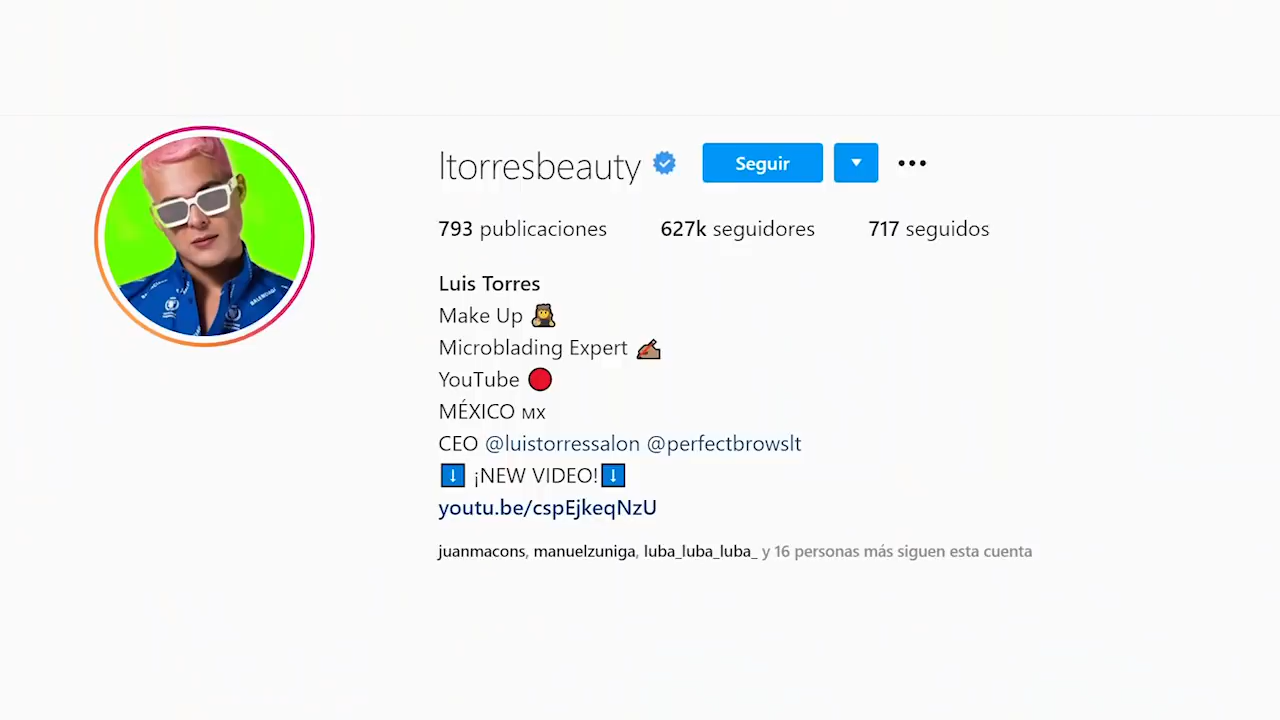 ltorresbeauty Seguir
793 publicaciones 627k seguidores 717 seguidos
Luis Torres
Make Up
Microblading Expert
YouTube
MÉXICO MX
CEO @luistorressalon @perfectbrowslt
¡NEW VIDEO!
youtu.be/cspEjkeqNzU
juanmacons, manuelzuniga, luba_luba_luba_ y 16 personas más siguen esta cuenta
BALENCIAGA